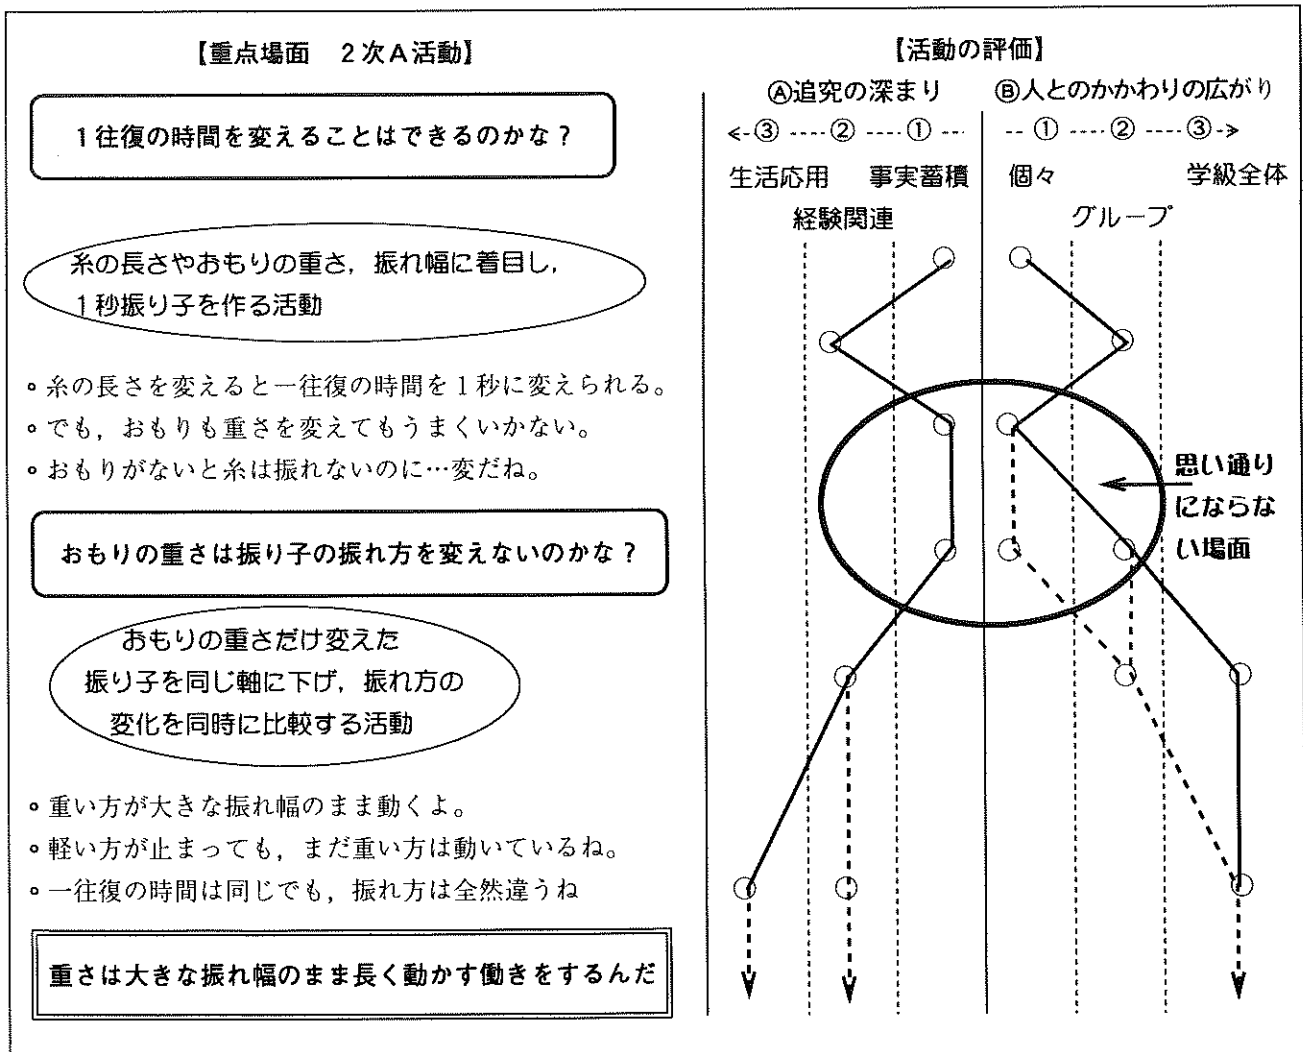 【重点場面　2次A活動】
1往復の時間を変えることはできるのかな？
糸の長さやおもりの重さ，振れ幅に着目し，
1秒振り子を作る活動
◦ 糸の長さを変えると一往復の時間を1秒に変えられる。
◦ でも，おもりも重さを変えてもうまくいかない。
◦ おもりがないと糸は振れないのに…変だね。
おもりの重さは振り子の振れ方を変えないのかな？
おもりの重さだけ変えた
振り子を同じ軸に下げ，振れ方の
変化を同時に比較する活動
◦ 重い方が大きな振れ幅のまま動くよ。
◦ 軽い方が止まっても，まだ重い方は動いているね。
◦ 一往復の時間は同じでも，振れ方は全然違うね
重さは大きな振れ幅のまま長く動かす働きをするんだ
【活動の評価】
Ⓐ追究の深まり　Ⓑ人とのかかわりの広がり
<-③ ---- ② ---- ① -- -- ① ---- ② ---- ③->
生活応用　事実蓄積　個々　学級全体
経験関連　グループ
思い通り
にならな
い場面